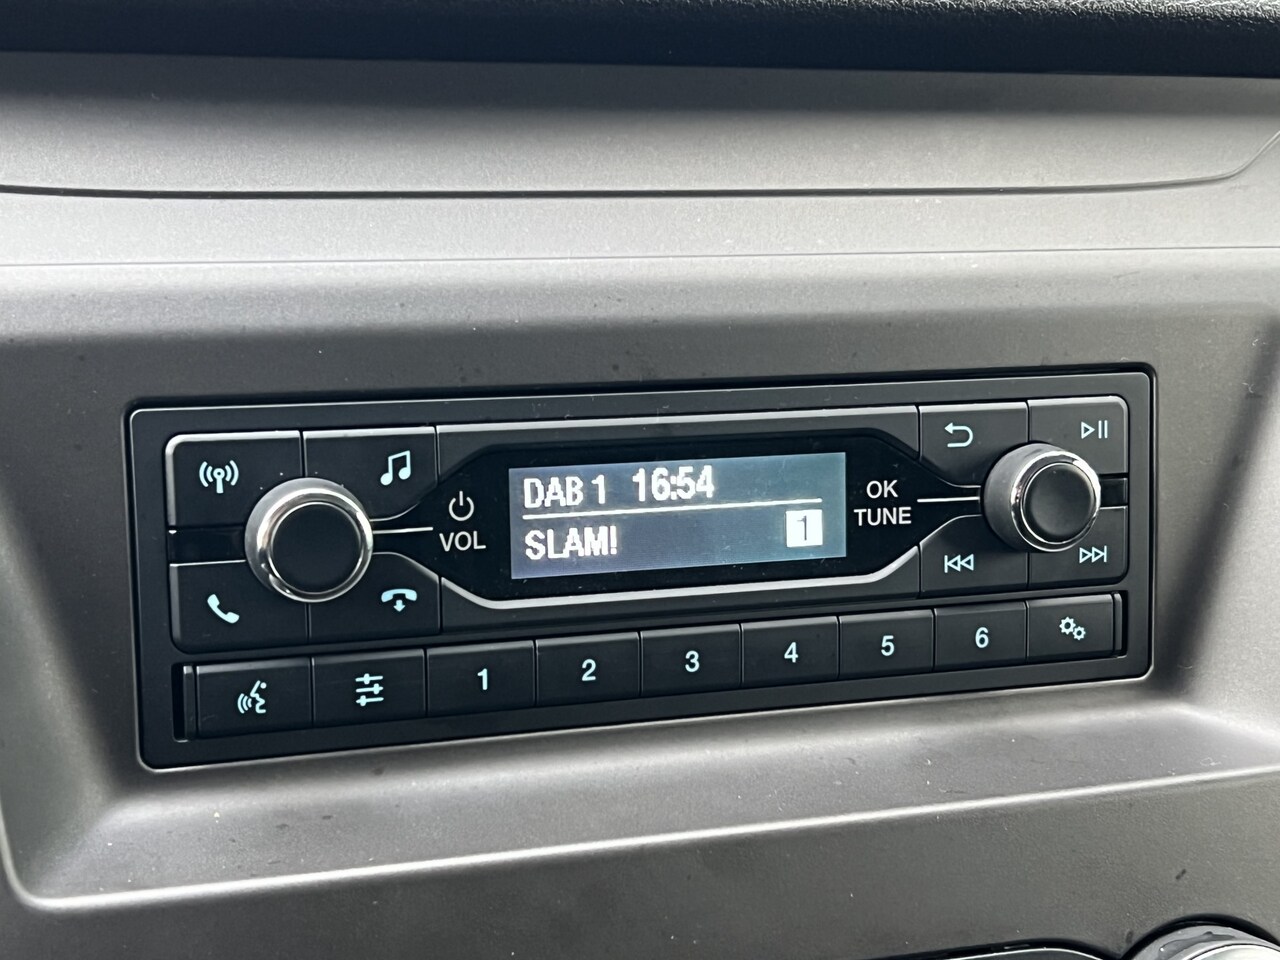 DAB 1 16:54
SLAM! 1
VOL
OK
TUNE
1 2 3 4 5 6